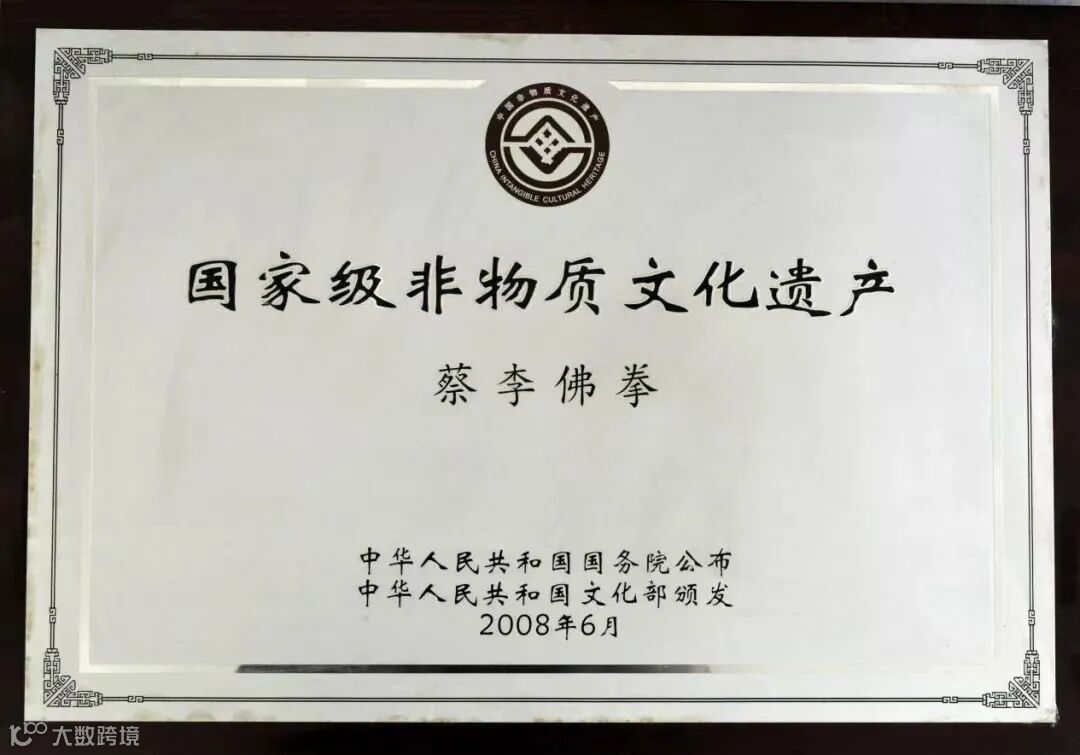 中国非物质文化遗产
CHINA INTANGIBLE CULTURAL HERITAGE
国家级非物质文化遗产
蔡李佛拳
中华人民共和国国务院公布
中华人民共和国文化部颁发
2008年6月
大数跨境